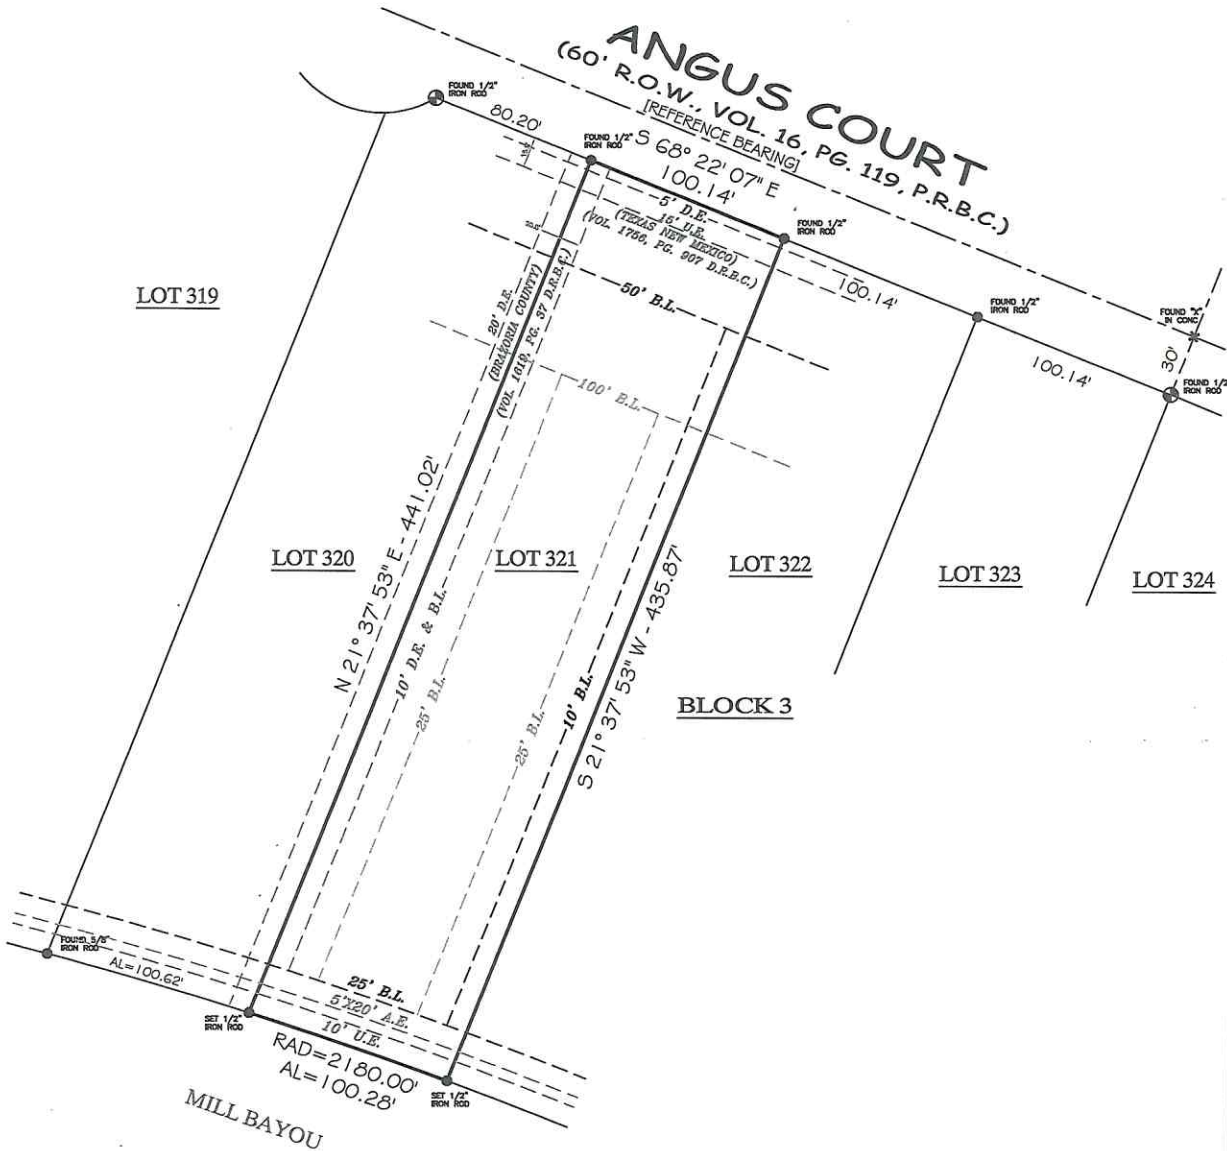 ANGUS COURT
(60' R.O.W., VOL. 16, PG. 119, P.R.B.C.)
[REFERENCE BEARING]
S 68° 22' 07" E
100.14'
FOUND 1/2"
IRON ROD
80.20'
FOUND 1/2"
IRON ROD
FOUND 1/2"
IRON ROD
5' D.E.
15' U.E.
(TEXAS NEW MEXICO)
(VOL. 1756, PG. 907 D.R.B.C.)
100.14'
FOUND 1/2"
IRON ROD
FOUND "X"
IN CONC
30'
100.14'
FOUND 1/2
IRON ROD
50' B.L.
20' D.E.
(BRAZORIA COUNTY)
(VOL. 1619, PG. 37 D.R.B.C.)
100' B.L.
LOT 319
LOT 320
LOT 321
LOT 322
LOT 323
LOT 324
N 21° 37' 53" E - 441.02'
10' D.E. & B.L.
25' B.L.
25' B.L.
10' B.L.
S 21° 37' 53" W - 435.87'
BLOCK 3
FOUND 5/8"
IRON ROD
AL=100.62'
25' B.L.
5'X20' A.E.
10' U.E.
SET 1/2"
IRON ROD
RAD=2180.00'
AL=100.28'
SET 1/2"
IRON ROD
MILL BAYOU